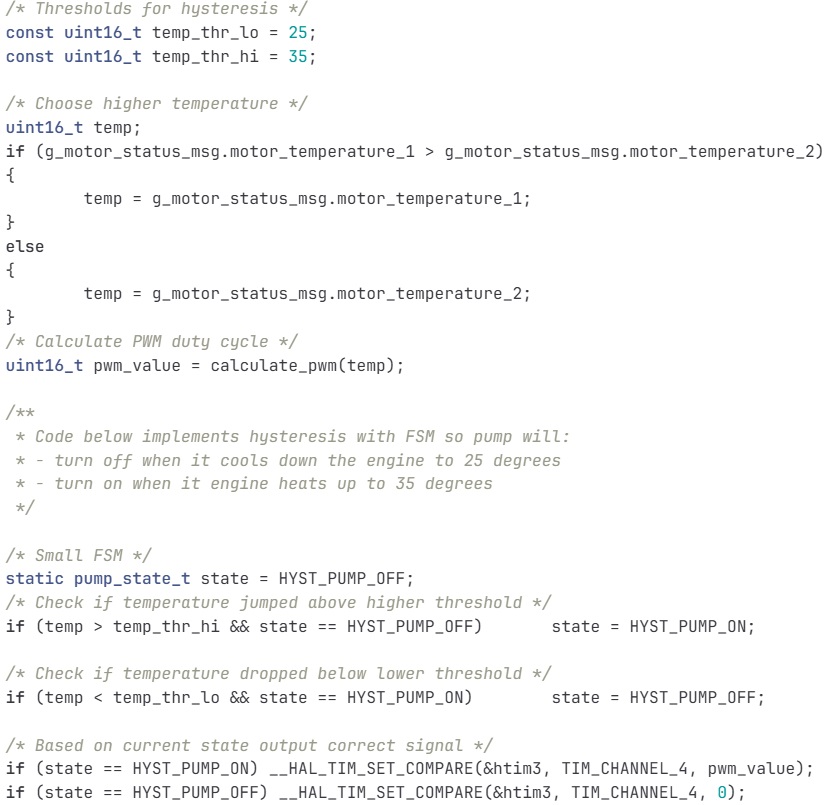 /* Thresholds for hysteresis */
const uint16_t temp_thr_lo = 25;
const uint16_t temp_thr_hi = 35;

/* Choose higher temperature */
uint16_t temp;
if (g_motor_status_msg.motor_temperature_1 > g_motor_status_msg.motor_temperature_2)
{
        temp = g_motor_status_msg.motor_temperature_1;
}
else
{
        temp = g_motor_status_msg.motor_temperature_2;
}
/* Calculate PWM duty cycle */
uint16_t pwm_value = calculate_pwm(temp);

/**
 * Code below implements hysteresis with FSM so pump will:
 * - turn off when it cools down the engine to 25 degrees
 * - turn on when it engine heats up to 35 degrees
 */

/* Small FSM */
static pump_state_t state = HYST_PUMP_OFF;
/* Check if temperature jumped above higher threshold */
if (temp > temp_thr_hi && state == HYST_PUMP_OFF)       state = HYST_PUMP_ON;

/* Check if temperature dropped below lower threshold */
if (temp < temp_thr_lo && state == HYST_PUMP_ON)        state = HYST_PUMP_OFF;

/* Based on current state output correct signal */
if (state == HYST_PUMP_ON) __HAL_TIM_SET_COMPARE(&htim3, TIM_CHANNEL_4, pwm_value);
if (state == HYST_PUMP_OFF) __HAL_TIM_SET_COMPARE(&htim3, TIM_CHANNEL_4, 0);